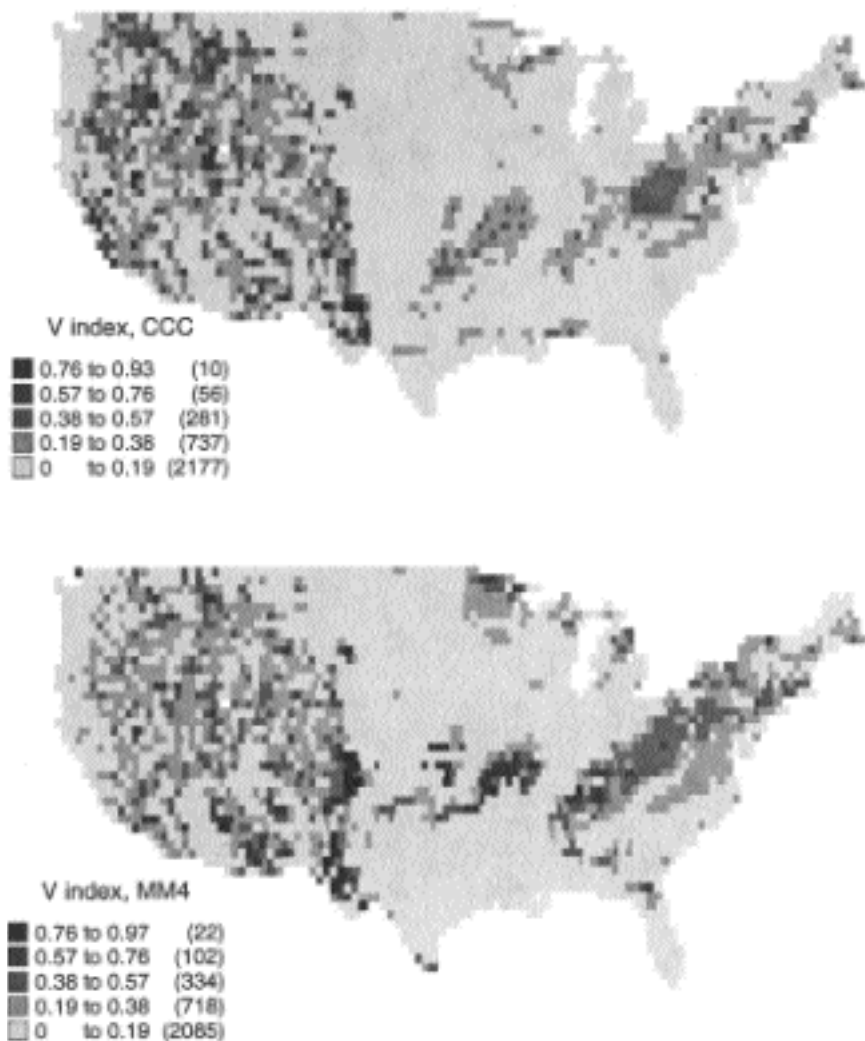 V index, CCC
0.76 to 0.93 (10)
0.57 to 0.76 (56)
0.38 to 0.57 (281)
0.19 to 0.38 (737)
0 to 0.19 (2177)
V index, MM4
0.76 to 0.97 (22)
0.57 to 0.76 (102)
0.38 to 0.57 (334)
0.19 to 0.38 (718)
0 to 0.19 (2085)